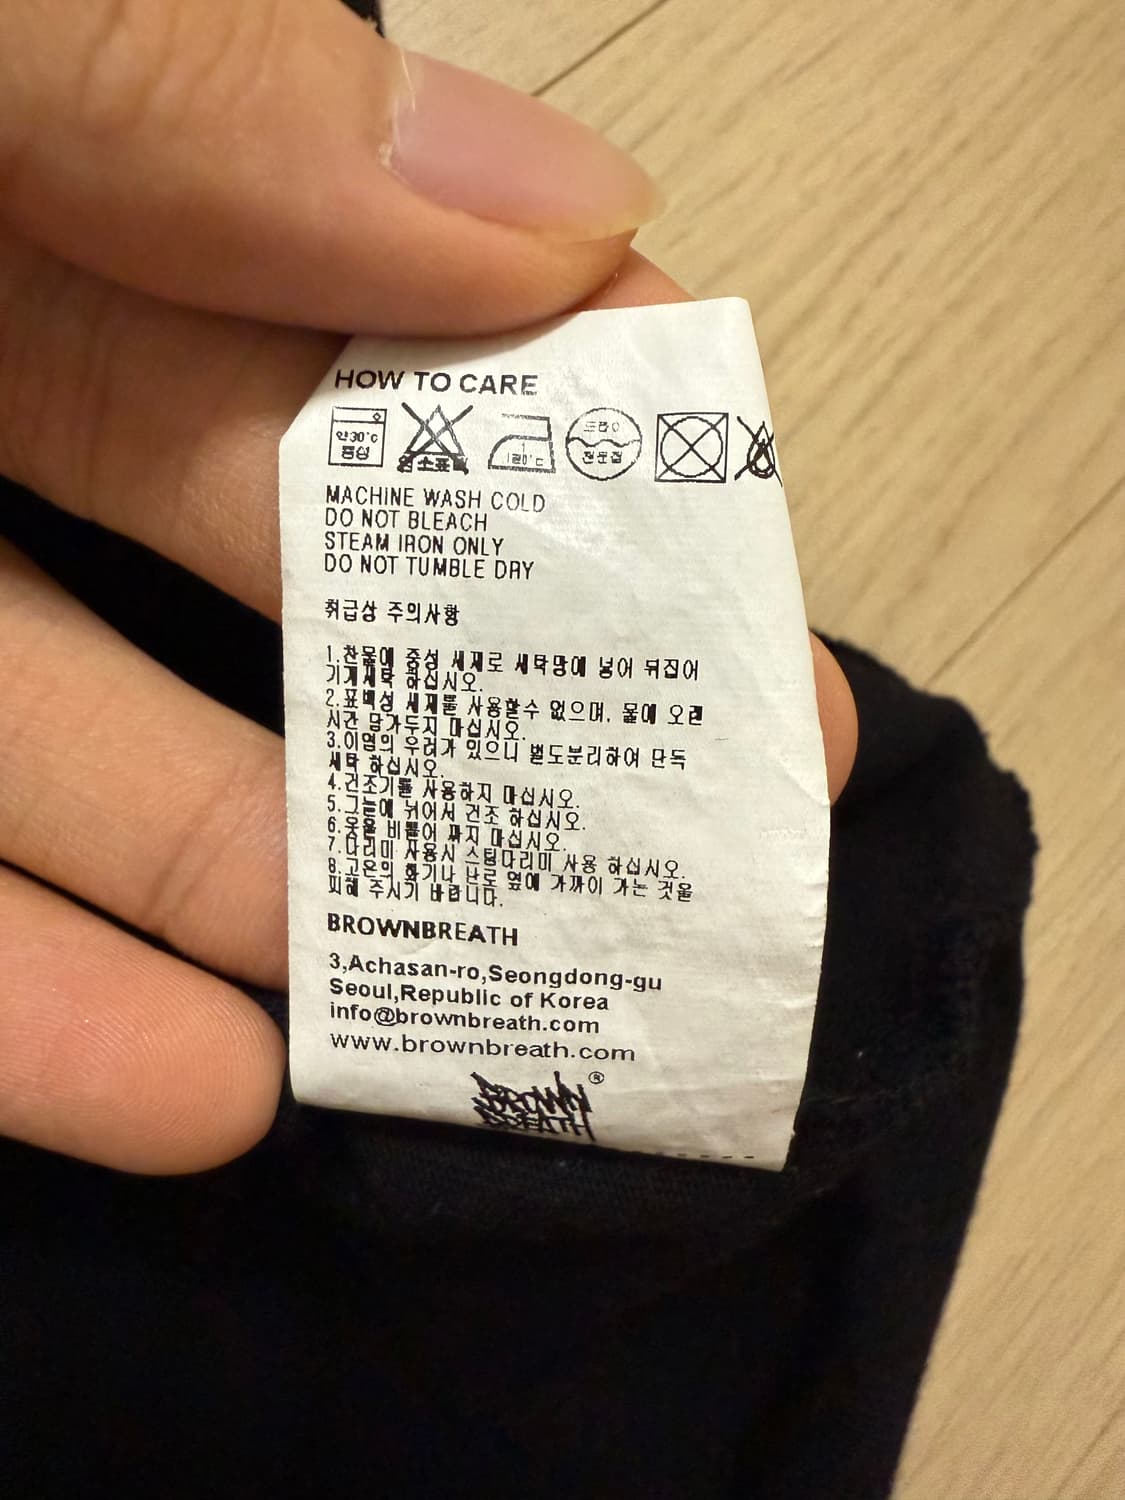 HOW TO CARE
약30°C
중성
염소표백
120°C
드라이
전문점
MACHINE WASH COLD
DO NOT BLEACH
STEAM IRON ONLY
DO NOT TUMBLE DRY
취급상 주의사항
1.찬물에 중성 세제로 세탁망에 넣어 뒤집어
기계세탁 하십시오.
2.표백성 세제를 사용할수 없으며, 물에 오랜
시간 담가두지 마십시오.
3.이염의 우려가 있으니 별도분리하여 단독
세탁 하십시오.
4.건조기를 사용하지 마십시오.
5.그늘에 뉘어서 건조 하십시오.
6.옷을 비틀어 짜지 마십시오.
7.다리미 사용시 스팀다리미 사용 하십시오.
8.고온의 화기나 난로 옆에 가까이 가는 것을
피해 주시기 바랍니다.
BROWNBREATH
3,Achasan-ro,Seongdong-gu
Seoul,Republic of Korea
info@brownbreath.com
www.brownbreath.com
BROWN ®
BREATH